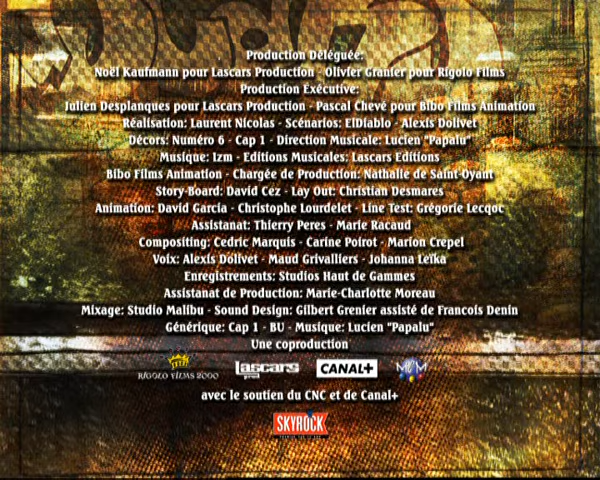 Production Déléguée:
Noël Kaufmann pour Lascars Production - Olivier Granier pour Rigolo Films
Production Éxécutive:
Julien Desplanques pour Lascars Production - Pascal Chevé pour Bibo Films Animation
Réalisation: Laurent Nicolas - Scénarios: ElDiablo - Alexis Dolivet
Décors: Numéro 6 - Cap 1 - Direction Musicale: Lucien "Papalu"
Musique: Izm - Editions Musicales: Lascars Editions
Bibo Films Animation - Chargée de Production: Nathalie de Saint-Oyant
Story-Board: David Cez - Lay Out: Christian Desmares
Animation: David Garcia - Christophe Lourdelet - Line Test: Grégorie Lecqoc
Assistanat: Thierry Peres - Marie Racaud
Compositing: Cedric Marquis - Carine Poirot - Marion Crepel
Voix: Alexis Dolivet - Maud Grivalliers - Johanna Leïka
Enregistrements: Studios Haut de Gammes
Assistanat de Production: Marie-Charlotte Moreau
Mixage: Studio Malibu - Sound Design: Gilbert Grenier assisté de Francois Denin
Générique: Cap 1 - BU - Musique: Lucien "Papalu"
Une coproduction
RIGOLO FILMS 2000 Lascars prod CANAL+ MCM
avec le soutien du CNC et de Canal+
SKYROCK